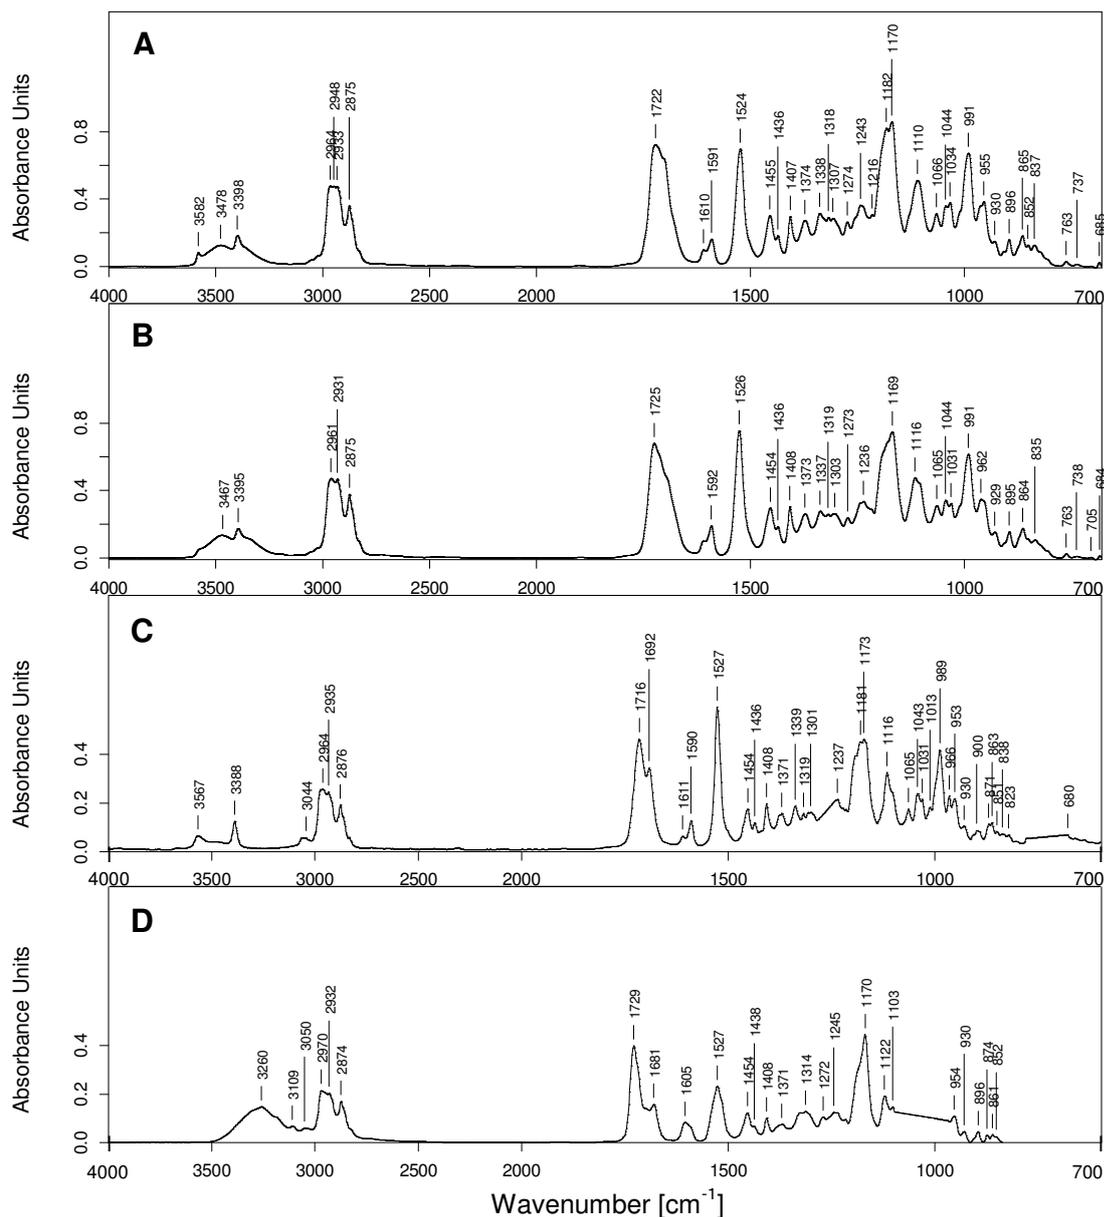 A
Absorbance Units
0.8
0.4
0.0
3582 3478 3398 2964 2948 2933 2875 1722 1610 1591 1524 1455 1436 1407 1374 1338 1318 1307 1274 1243 1216 1182 1170 1110 1066 1044 1034 991 955 930 896 865 852 837 763 737 685
4000 3500 3000 2500 2000 1500 1000 700
B
Absorbance Units
0.8
0.4
0.0
3467 3395 2961 2931 2875 1725 1592 1526 1454 1436 1408 1373 1337 1319 1303 1273 1236 1169 1116 1065 1044 1031 991 962 929 895 864 835 763 738 705 684
4000 3500 3000 2500 2000 1500 1000 700
C
Absorbance Units
0.4
0.2
0.0
3567 3388 3044 2964 2935 2876 1716 1692 1611 1590 1527 1454 1436 1408 1371 1339 1319 1301 1237 1181 1173 1116 1065 1043 1031 1013 989 966 953 930 900 871 863 851 838 823 680
4000 3500 3000 2500 2000 1500 1000 700
D
Absorbance Units
0.4
0.2
0.0
3260 3109 3050 2970 2932 2874 1729 1681 1605 1527 1454 1438 1408 1371 1314 1272 1245 1170 1122 1103 954 930 896 874 861 852
4000 3500 3000 2500 2000 1500 1000 700
Wavenumber [cm⁻¹]